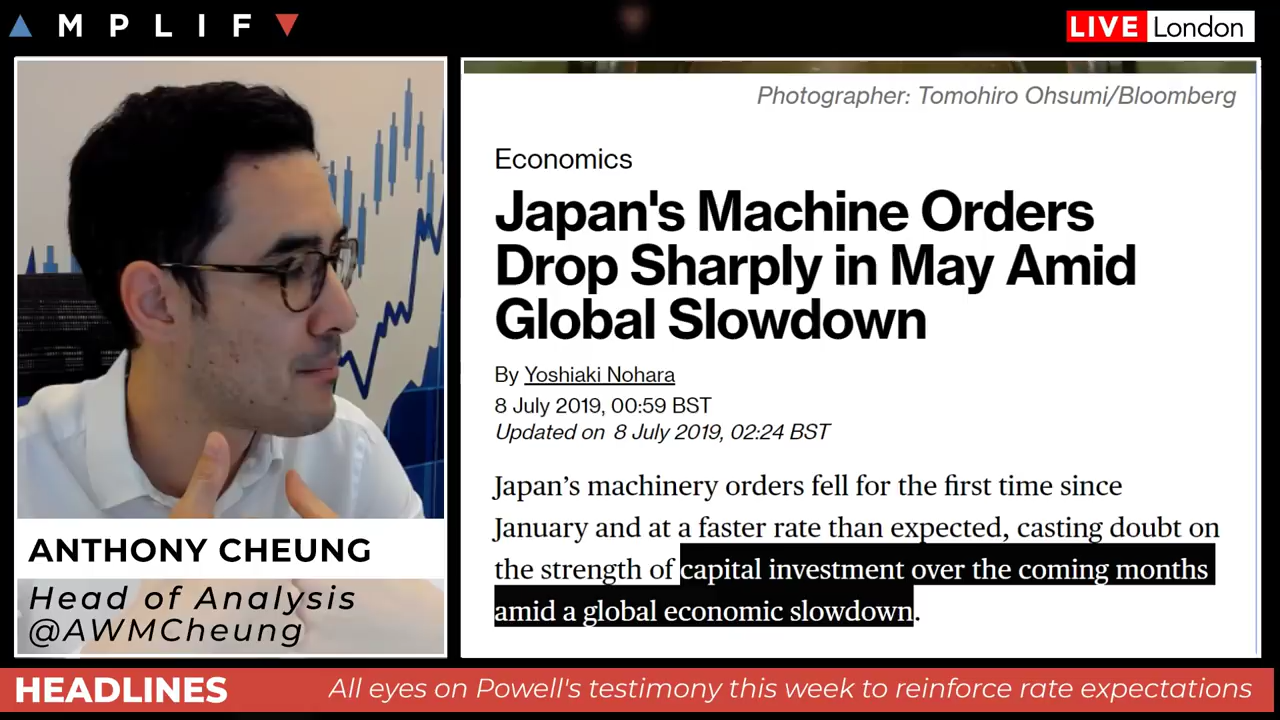 ▲ M P L I F ▼
LIVE London
Photographer: Tomohiro Ohsumi/Bloomberg
Economics
Japan's Machine Orders
Drop Sharply in May Amid
Global Slowdown
By Yoshiaki Nohara
8 July 2019, 00:59 BST
Updated on 8 July 2019, 02:24 BST
Japan’s machinery orders fell for the first time since
January and at a faster rate than expected, casting doubt on
the strength of capital investment over the coming months
amid a global economic slowdown.
ANTHONY CHEUNG
Head of Analysis
@AWMCheung
HEADLINES All eyes on Powell's testimony this week to reinforce rate expectations